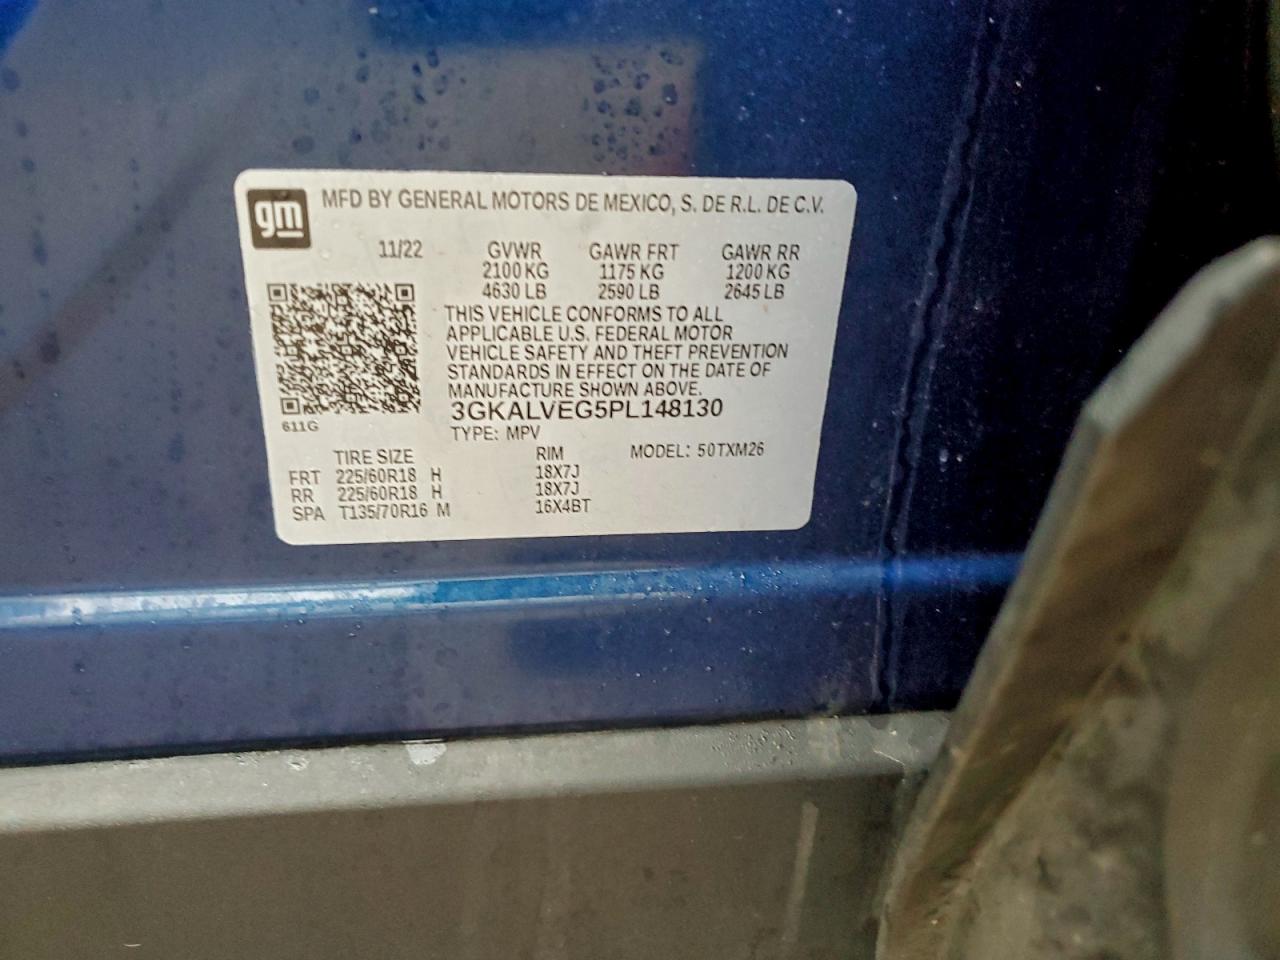 gm MFD BY GENERAL MOTORS DE MEXICO, S. DE R.L. DE C.V.
11/22 GVWR GAWR FRT GAWR RR
2100 KG 1175 KG 1200 KG
4630 LB 2590 LB 2645 LB
THIS VEHICLE CONFORMS TO ALL
APPLICABLE U.S. FEDERAL MOTOR
VEHICLE SAFETY AND THEFT PREVENTION
STANDARDS IN EFFECT ON THE DATE OF
MANUFACTURE SHOWN ABOVE.
3GKALVEG5PL148130
611G
TYPE: MPV
TIRE SIZE RIM MODEL: 50TXM26
FRT 225/60R18 H 18X7J
RR 225/60R18 H 18X7J
SPA T135/70R16 M 16X4BT